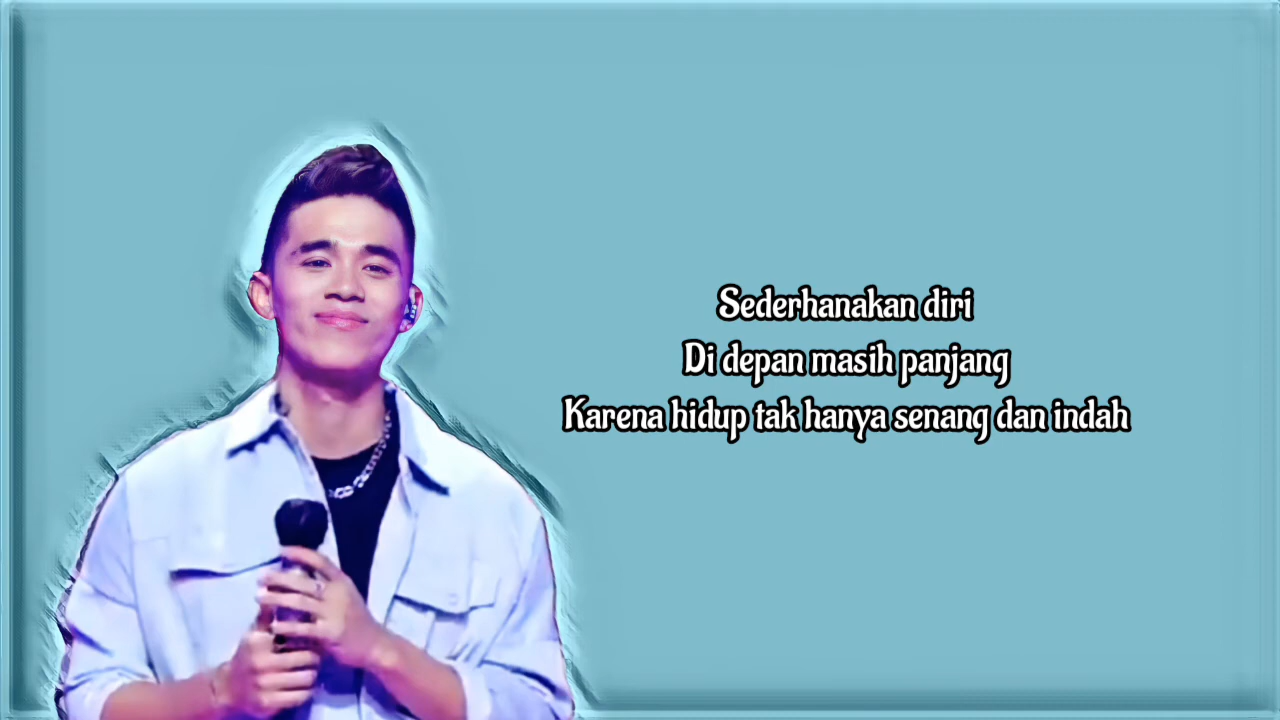 Sederhanakan diri
Di depan masih panjang
Karena hidup tak hanya senang dan indah